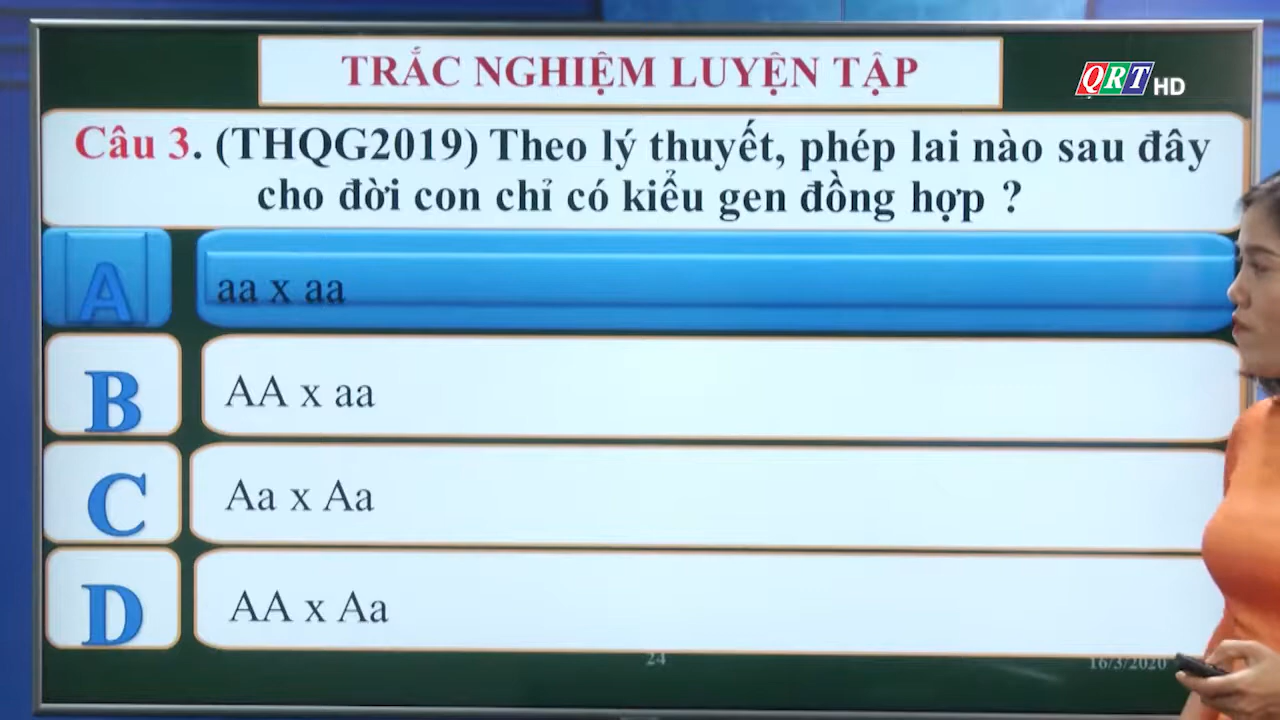 TRẮC NGHIỆM LUYỆN TẬP
QRT HD
Câu 3. (THQG2019) Theo lý thuyết, phép lai nào sau đây
cho đời con chỉ có kiểu gen đồng hợp ?
A aa x aa
B AA x aa
C Aa x Aa
D AA x Aa
24 16/3/2020